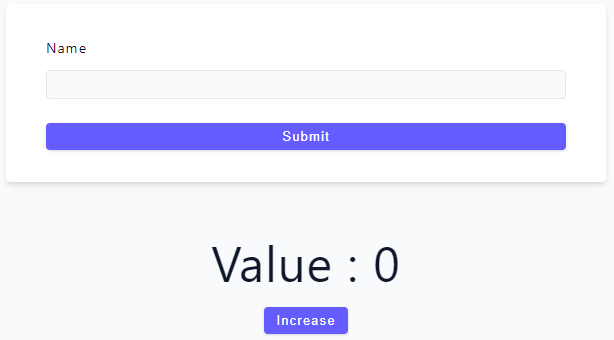 Name
Submit
Value : 0
Increase